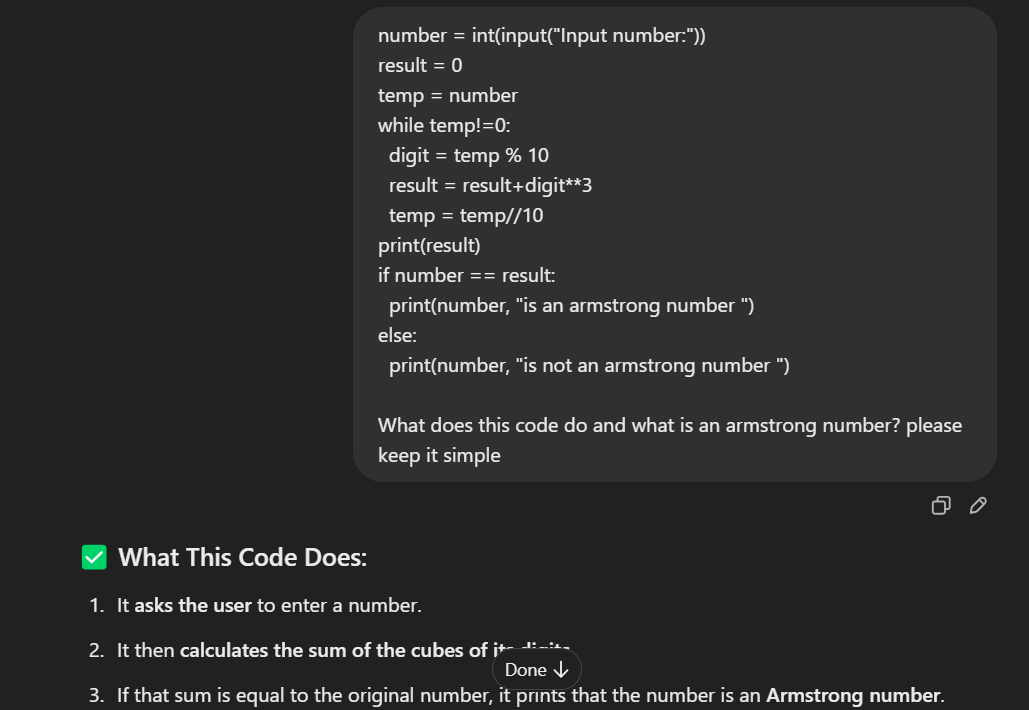 number = int(input("Input number:"))
result = 0
temp = number
while temp!=0:
  digit = temp % 10
  result = result+digit**3
  temp = temp//10
print(result)
if number == result:
  print(number, "is an armstrong number ")
else:
  print(number, "is not an armstrong number ")

What does this code do and what is an armstrong number? please
keep it simple
What This Code Does:
1. It asks the user to enter a number.
2. It then calculates the sum of the cubes of its digits.
Done
3. If that sum is equal to the original number, it prints that the number is an Armstrong number.